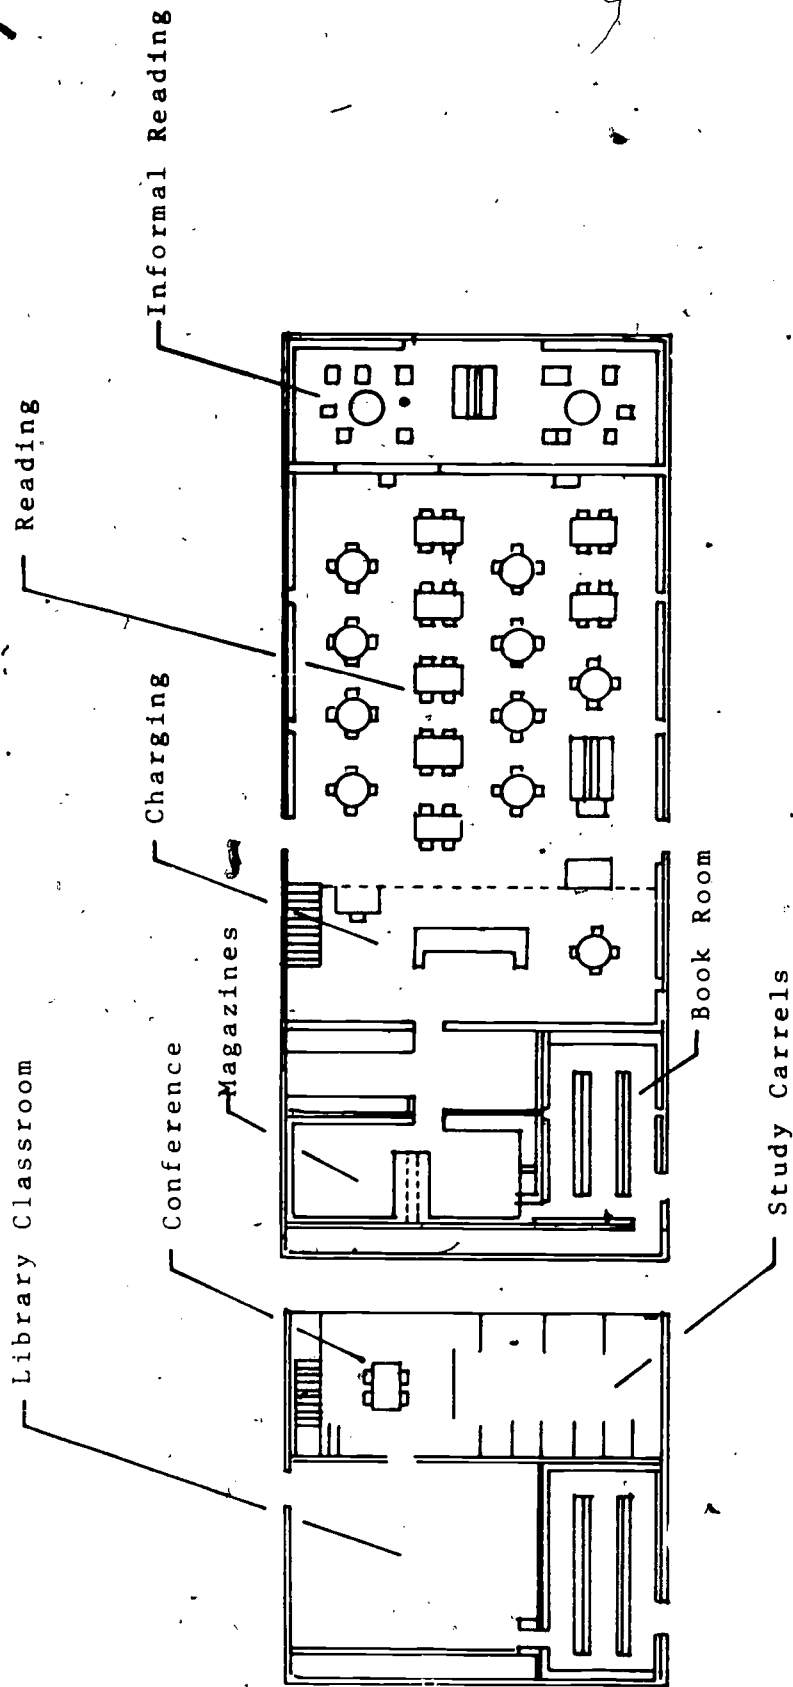 Library Classroom
Conference
Magazines
Charging
Reading
Informal Reading
Study Carrels
Book Room